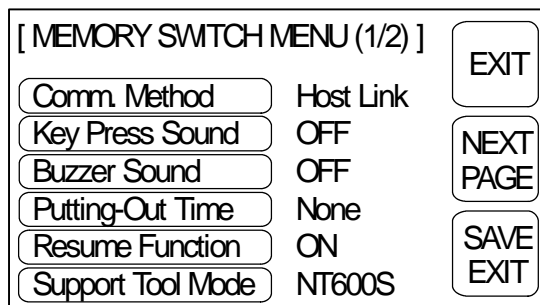 [ MEMORY SWITCH MENU (1/2) ]
EXIT
Comm. Method Host Link
Key Press Sound OFF
Buzzer Sound OFF
Putting-Out Time None
Resume Function ON
Support Tool Mode NT600S
NEXT
PAGE
SAVE
EXIT